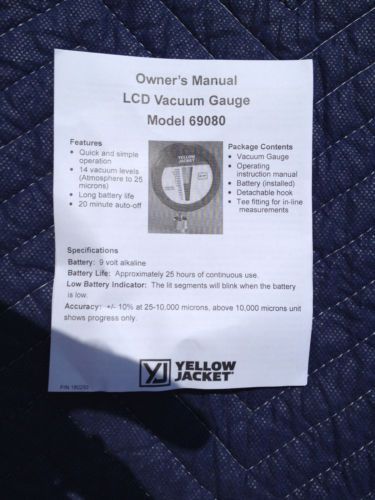 Owner's Manual
LCD Vacuum Gauge
Model 69080
Features
• Quick and simple
operation
• 14 vacuum levels
(Atmosphere to 25
microns)
• Long battery life
• 20 minute auto-off
YELLOW
JACKET
Package Contents
• Vacuum Gauge
• Operating
instruction manual
• Battery (installed)
• Detachable hook
• Tee fitting for in-line
measurements
Specifications
Battery: 9 volt alkaline
Battery Life: Approximately 25 hours of continuous use.
Low Battery Indicator: The lit segments will blink when the battery
is low.
Accuracy: +/- 10% at 25-10,000 microns, above 10,000 microns unit
shows progress only.
YJ YELLOW
JACKET
P/N